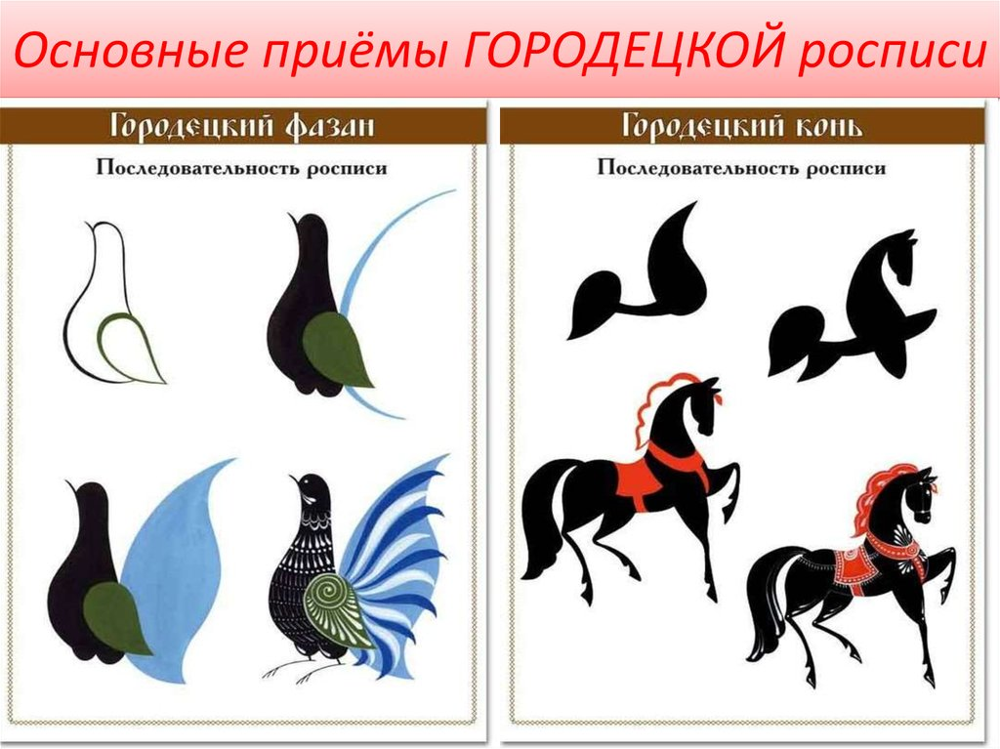 Основные приёмы ГОРОДЕЦКОЙ росписи
Городецкий фазан
Последовательность росписи
Городецкий конь
Последовательность росписи